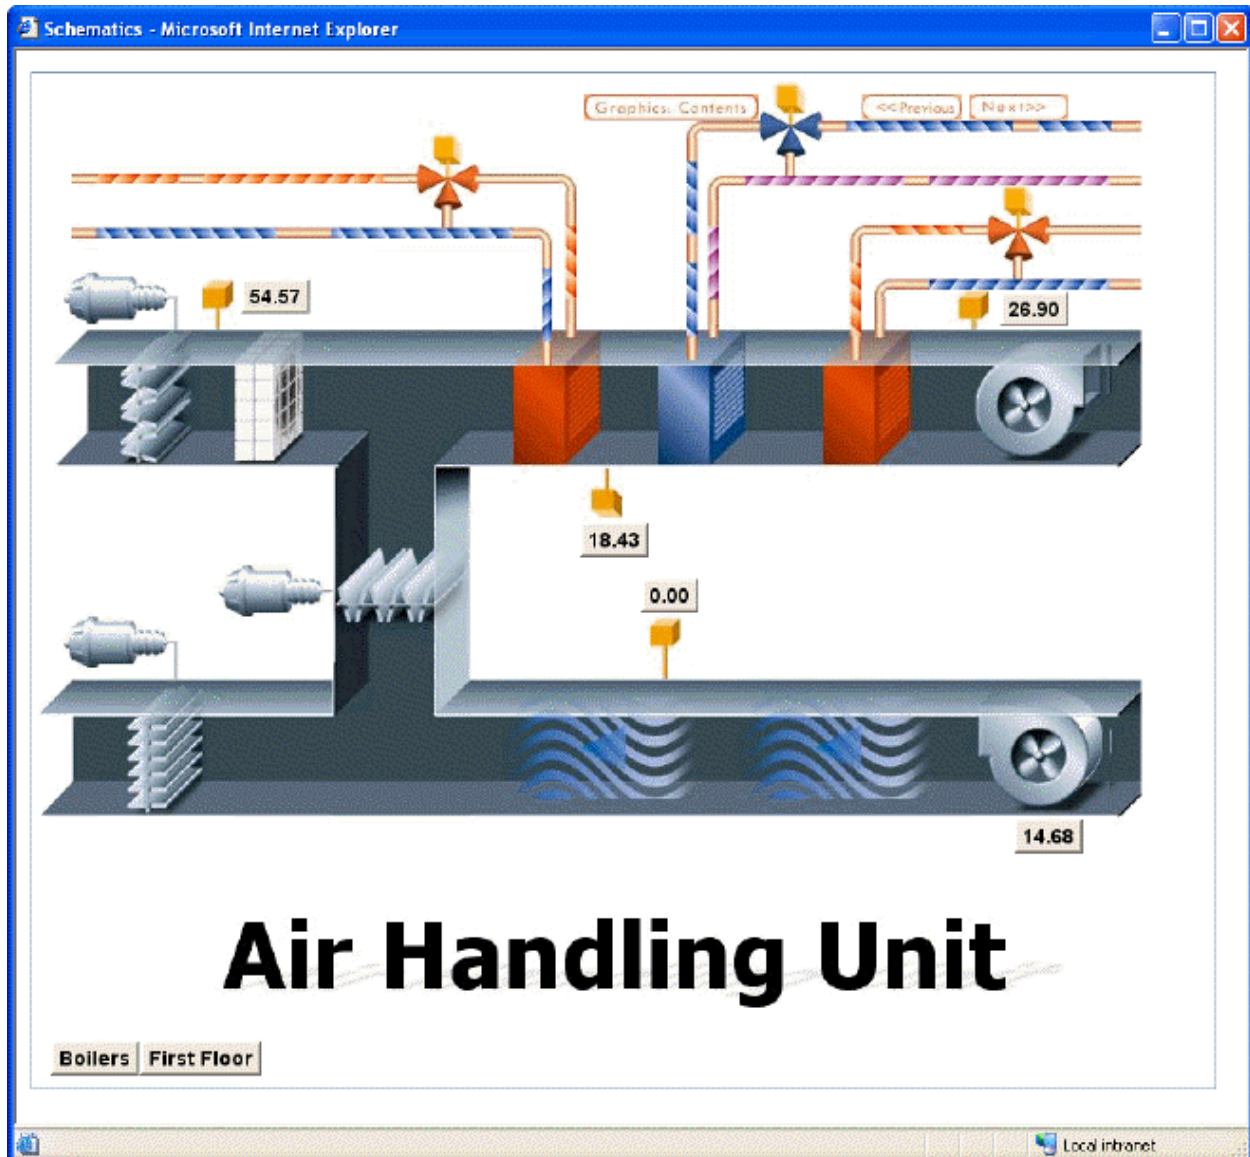 Schematics - Microsoft Internet Explorer
Graphics: Contents
<<Previous
Next>>
54.57
26.90
18.43
0.00
14.68
Air Handling Unit
Boilers
First Floor
Local intranet